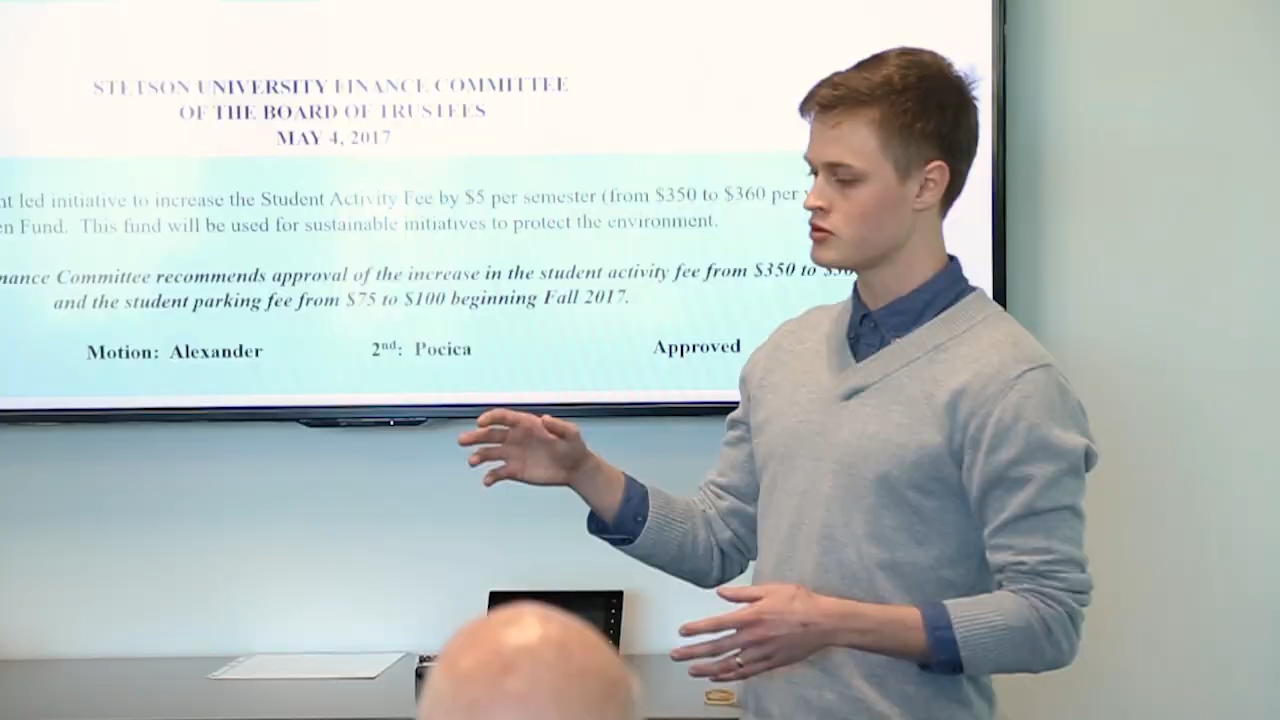 STETSON UNIVERSITY FINANCE COMMITTEE
OF THE BOARD OF TRUSTEES
MAY 4, 2017
nt led initiative to increase the Student Activity Fee by $5 per semester (from $350 to $360 per
en Fund. This fund will be used for sustainable initiatives to protect the environment.
nance Committee recommends approval of the increase in the student activity fee from $350 to
and the student parking fee from $75 to $100 beginning Fall 2017.
Motion: Alexander 2nd: Pocica Approved